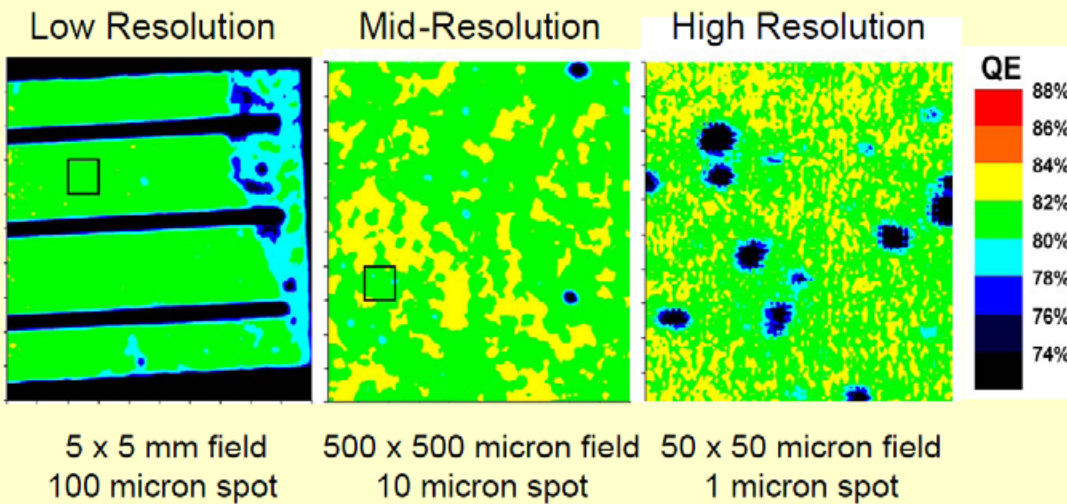 Low Resolution
Mid-Resolution
High Resolution
QE
88%
86%
84%
82%
80%
78%
76%
74%
5 x 5 mm field
100 micron spot
500 x 500 micron field
10 micron spot
50 x 50 micron field
1 micron spot